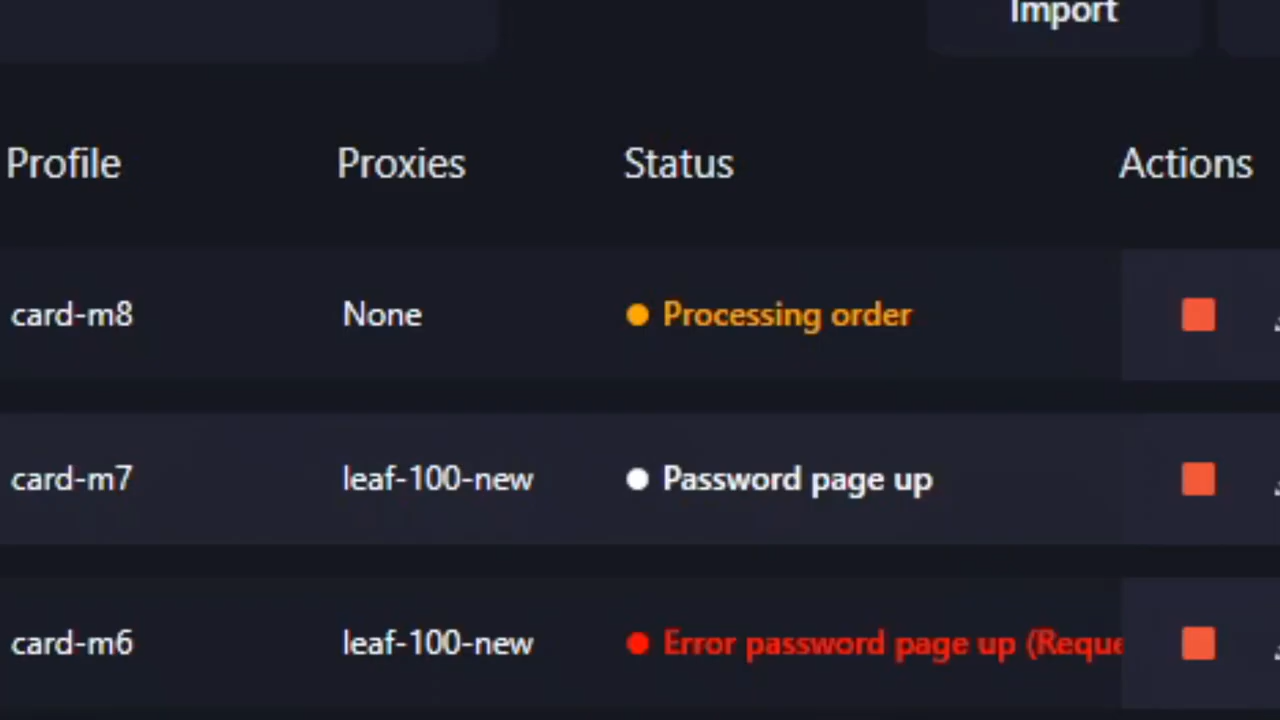 Import
Profile Proxies Status Actions
card-m8 None Processing order
card-m7 leaf-100-new Password page up
card-m6 leaf-100-new Error password page up (Reque